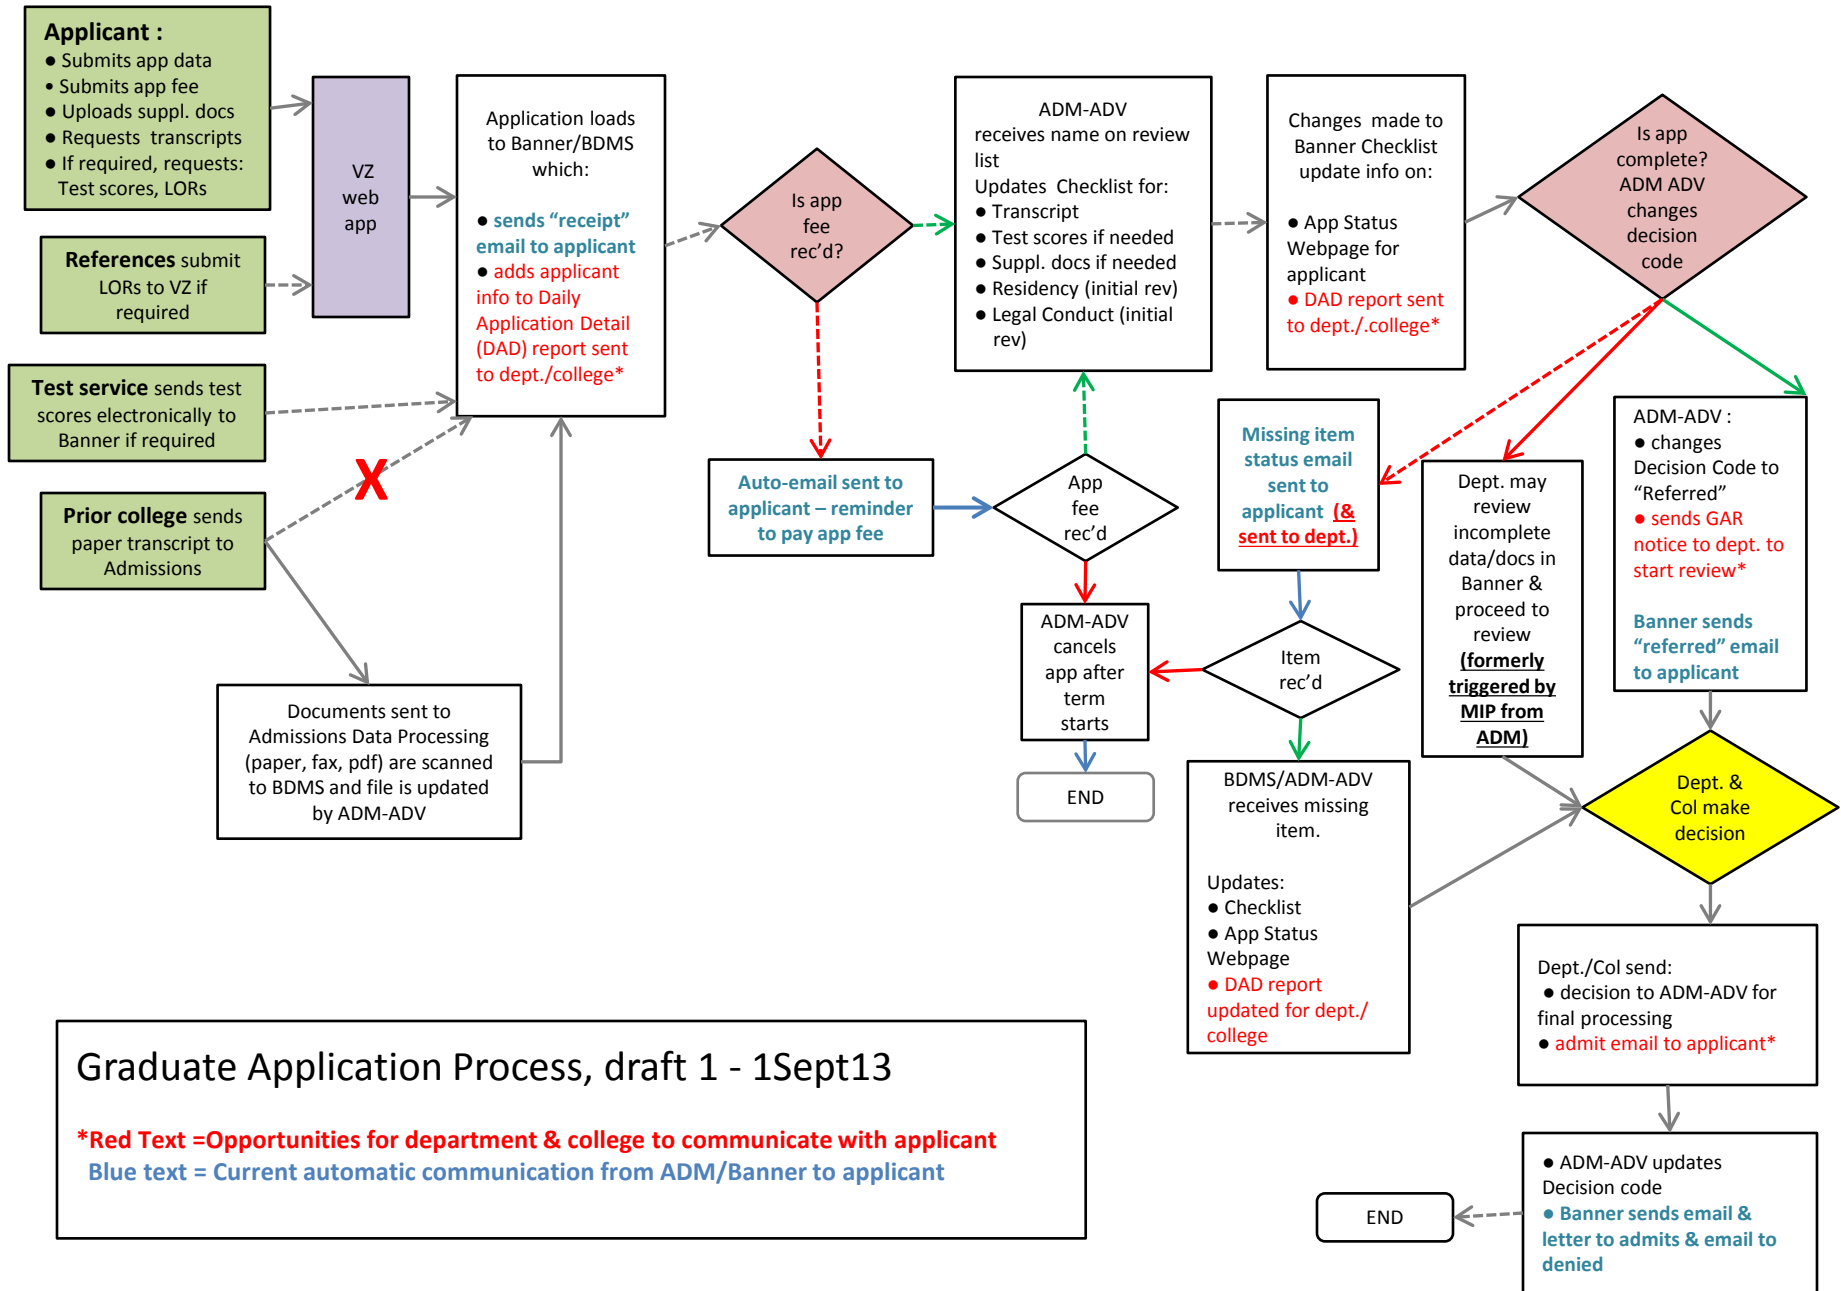 Applicant :
● Submits app data
• Submits app fee
● Uploads suppl. docs
● Requests transcripts
● If required, requests:
Test scores, LORs
References submit
LORs to VZ if
required
Test service sends test
scores electronically to
Banner if required
Prior college sends
paper transcript to
Admissions
VZ
web
app
Application loads
to Banner/BDMS
which:
● sends “receipt”
email to applicant
● adds applicant
info to Daily
Application Detail
(DAD) report sent
to dept./college*
X
Documents sent to
Admissions Data Processing
(paper, fax, pdf) are scanned
to BDMS and file is updated
by ADM-ADV
Is app
fee
rec’d?
Auto-email sent to
applicant – reminder
to pay app fee
App
fee
rec’d
ADM-ADV
receives name on review
list
Updates Checklist for:
● Transcript
● Test scores if needed
● Suppl. docs if needed
● Residency (initial rev)
● Legal Conduct (initial
rev)
ADM-ADV
cancels
app after
term
starts
END
Changes made to
Banner Checklist
update info on:
● App Status
Webpage for
applicant
● DAD report sent
to dept./.college*
Is app
complete?
ADM ADV
changes
decision
code
Missing item
status email
sent to
applicant (&
sent to dept.)
Item
rec’d
BDMS/ADM-ADV
receives missing
item.
Updates:
● Checklist
● App Status
Webpage
● DAD report
updated for dept./
college
Dept. may
review
incomplete
data/docs in
Banner &
proceed to
review
(formerly
triggered by
MIP from
ADM)
ADM-ADV :
● changes
Decision Code to
“Referred”
● sends GAR
notice to dept. to
start review*
Banner sends
“referred” email
to applicant
Dept. &
Col make
decision
Dept./Col send:
● decision to ADM-ADV for
final processing
● admit email to applicant*
● ADM-ADV updates
Decision code
● Banner sends email &
letter to admits & email to
denied
END
Graduate Application Process, draft 1 - 1Sept13
*Red Text =Opportunities for department & college to communicate with applicant
Blue text = Current automatic communication from ADM/Banner to applicant